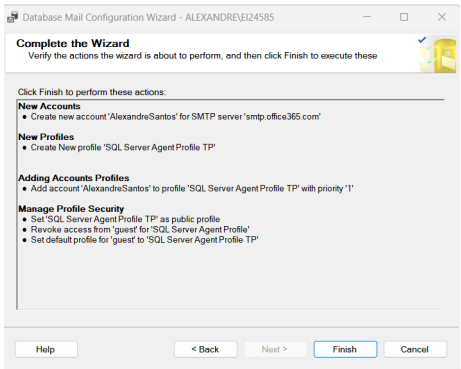 Database Mail Configuration Wizard - ALEXANDRE\EI24585
Complete the Wizard
Verify the actions the wizard is about to perform, and then click Finish to execute these
Click Finish to perform these actions:
New Accounts
● Create new account 'AlexandreSantos' for SMTP server 'smtp.office365.com'
New Profiles
● Create New profile 'SQL Server Agent Profile TP'
Adding Accounts Profiles
● Add account 'AlexandreSantos' to profile 'SQL Server Agent Profile TP' with priority '1'
Manage Profile Security
● Set 'SQL Server Agent Profile TP' as public profile
● Revoke access from 'guest' for 'SQL Server Agent Profile'
● Set default profile for 'guest' to 'SQL Server Agent Profile TP'
Help
< Back
Next >
Finish
Cancel